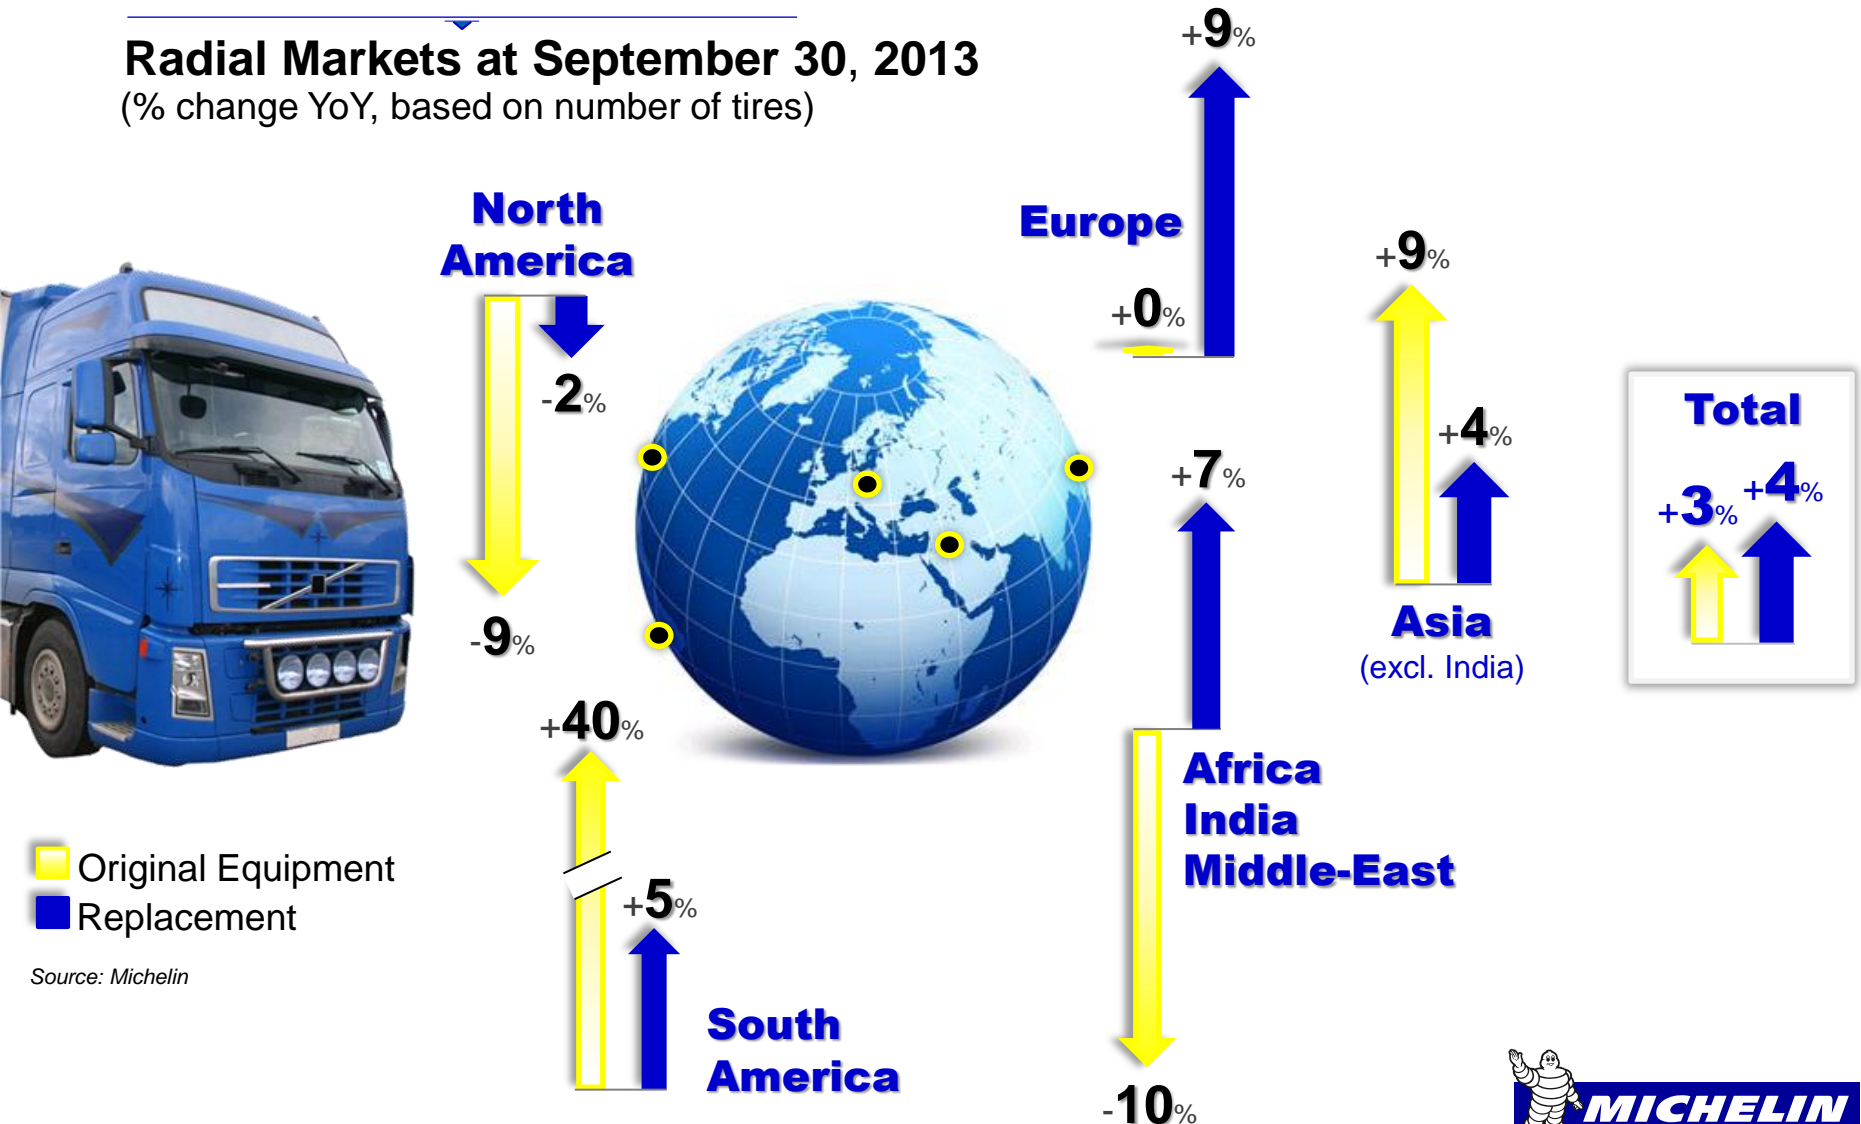 Radial Markets at September 30, 2013
(% change YoY, based on number of tires)
North
America
-2%
-9%
Europe
+9%
+0%
+9%
+4%
Asia
(excl. India)
Total
+3%
+4%
+7%
Africa
India
Middle-East
-10%
+40%
+5%
South
America
Original Equipment
Replacement
Source: Michelin
MICHELIN